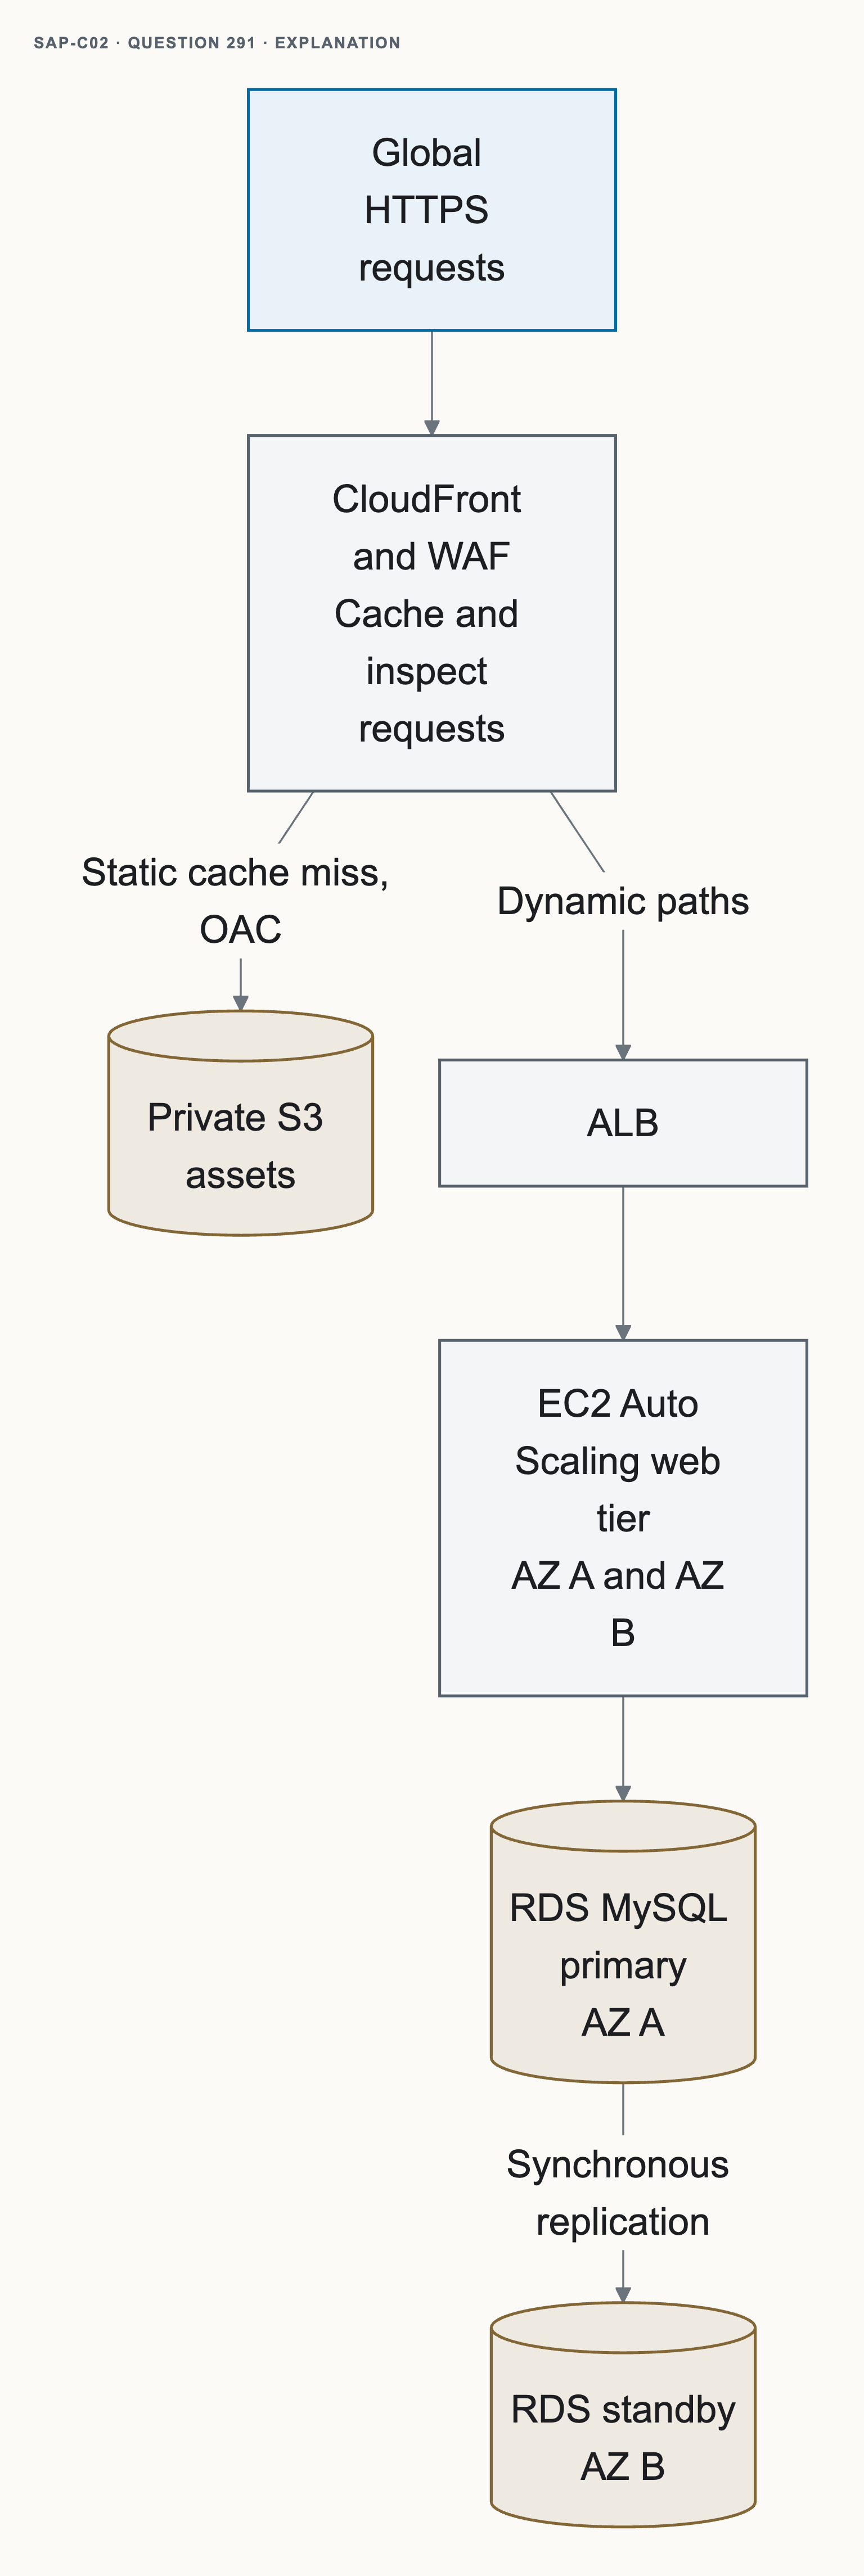 SAP-C02 · QUESTION 291 · EXPLANATION
Global
HTTPS
requests
CloudFront
and WAF
Cache and
inspect
requests
Static cache miss,
OAC
Dynamic paths
Private S3
assets
ALB
EC2 Auto
Scaling web
tier
AZ A and AZ
B
RDS MySQL
primary
AZ A
Synchronous
replication
RDS standby
AZ B